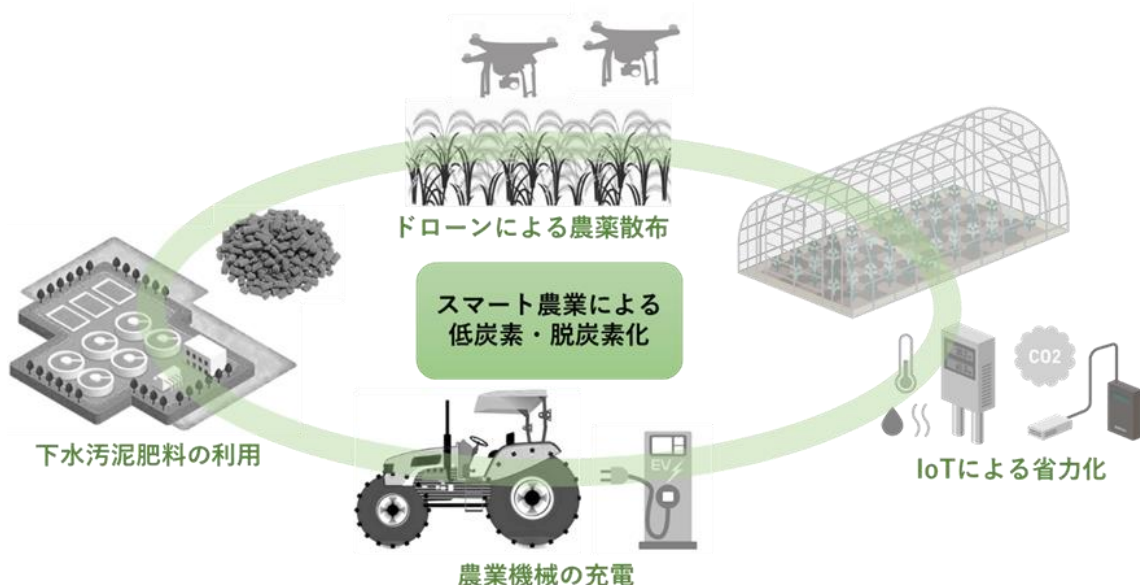 ドローンによる農薬散布
スマート農業による
低炭素・脱炭素化
CO2
下水汚泥肥料の利用
EV
IoTによる省力化
農業機械の充電